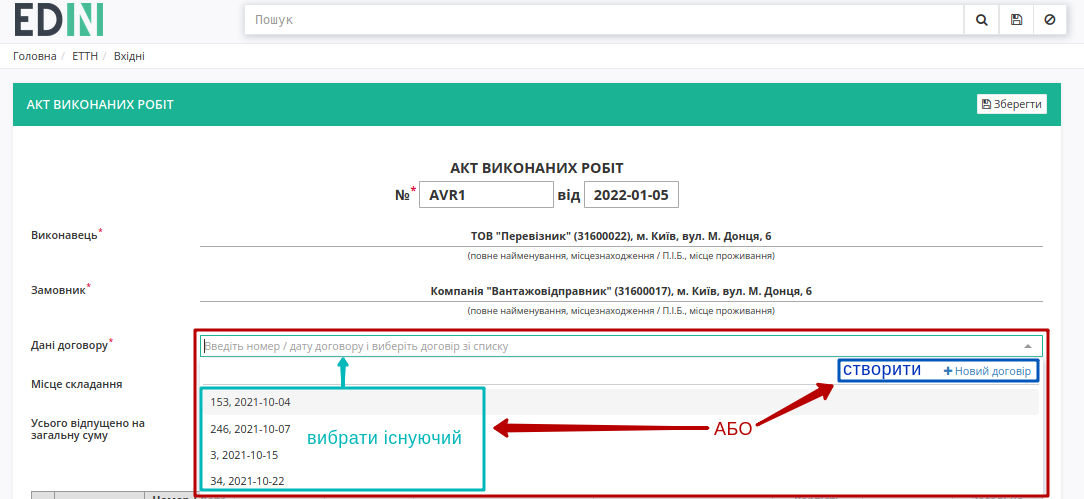 EDIN
Пошук
Головна / ЕТТН / Вхідні
АКТ ВИКОНАНИХ РОБІТ
Зберегти
АКТ ВИКОНАНИХ РОБІТ
№* AVR1 від 2022-01-05
Виконавець* ТОВ "Перевізник" (31600022), м. Київ, вул. М. Донця, 6
(повне найменування, місцезнаходження / П.І.Б., місце проживання)
Замовник* Компанія "Вантажовідправник" (31600017), м. Київ, вул. М. Донця, 6
(повне найменування, місцезнаходження / П.І.Б., місце проживання)
Дані договору* Введіть номер / дату договору і виберіть договір зі списку
створити + Новий договір
Місце складання
153, 2021-10-04
Усього відпущено на
загальну суму
246, 2021-10-07
вибрати існуючий
АБО
3, 2021-10-15
34, 2021-10-22